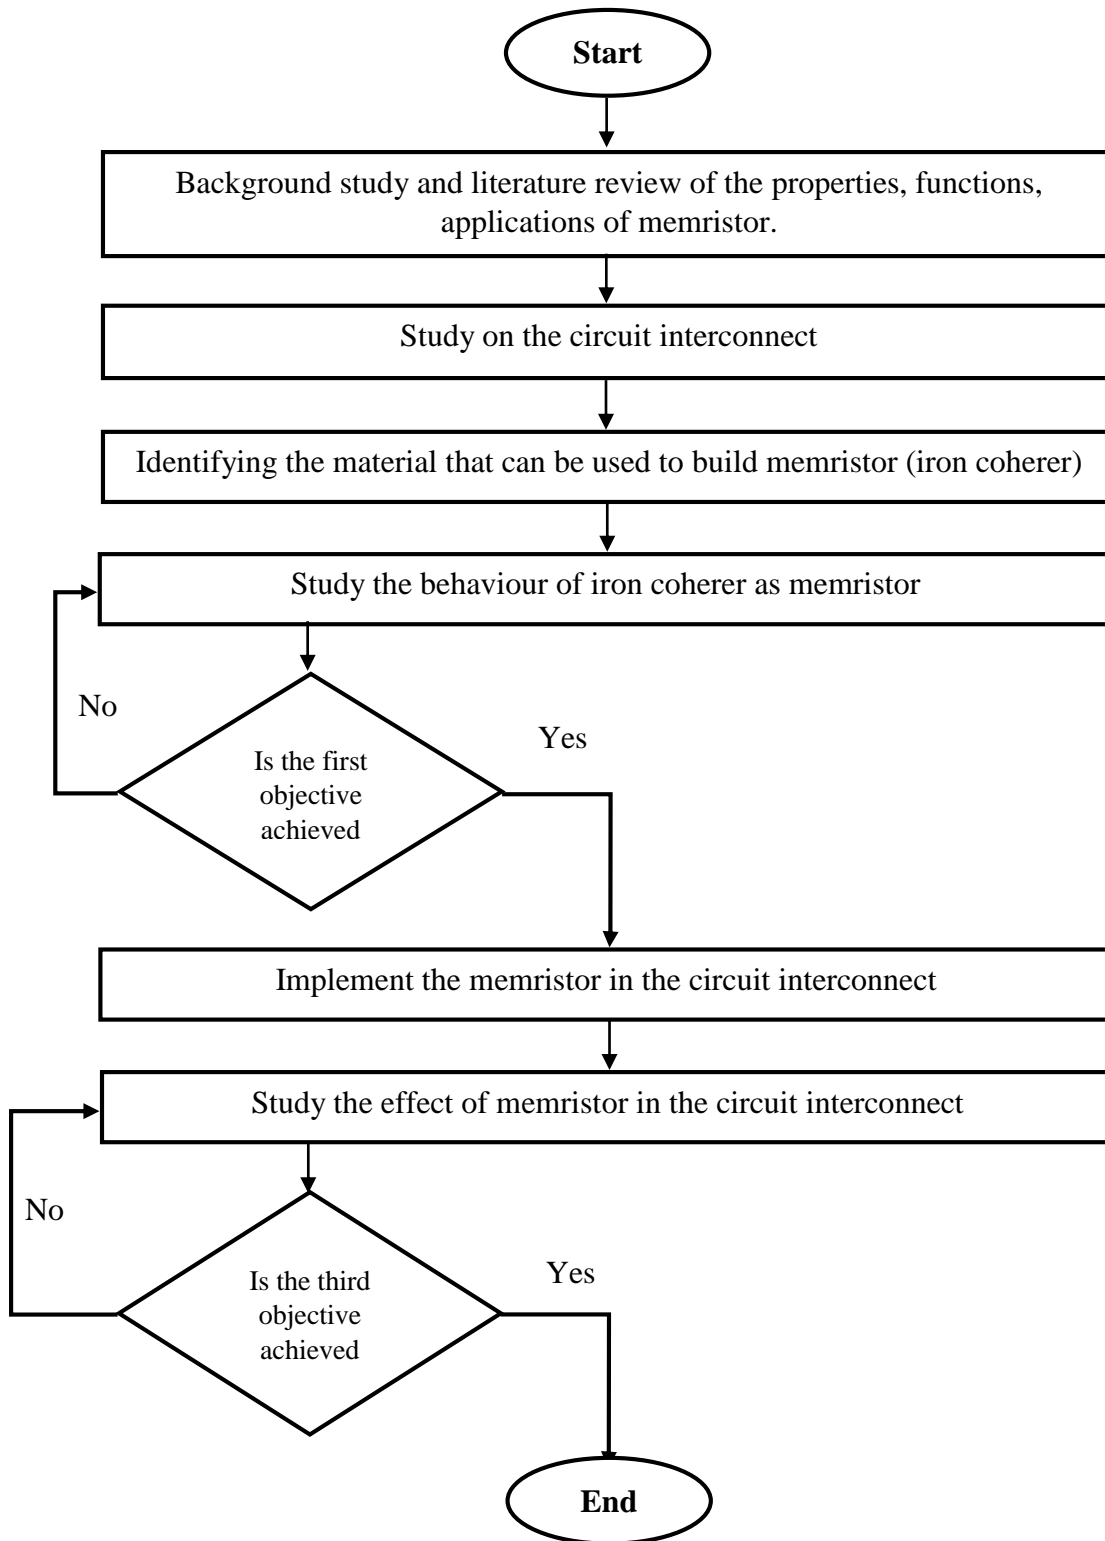 Start
Background study and literature review of the properties, functions,
applications of memristor.
Study on the circuit interconnect
Identifying the material that can be used to build memristor (iron coherer)
Study the behaviour of iron coherer as memristor
No
Yes
Is the first
objective
achieved
Implement the memristor in the circuit interconnect
Study the effect of memristor in the circuit interconnect
No
Yes
Is the third
objective
achieved
End